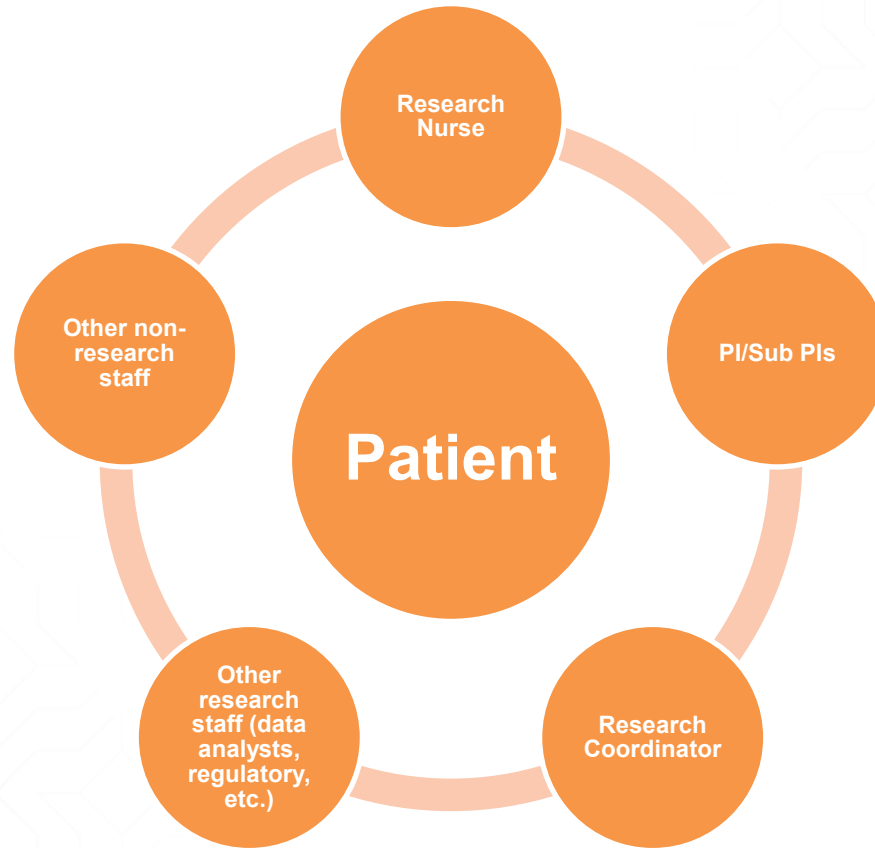 Research
Nurse
Other non-
research
staff
PI/Sub PIs
Patient
Other
research
staff (data
analysts,
regulatory,
etc.)
Research
Coordinator